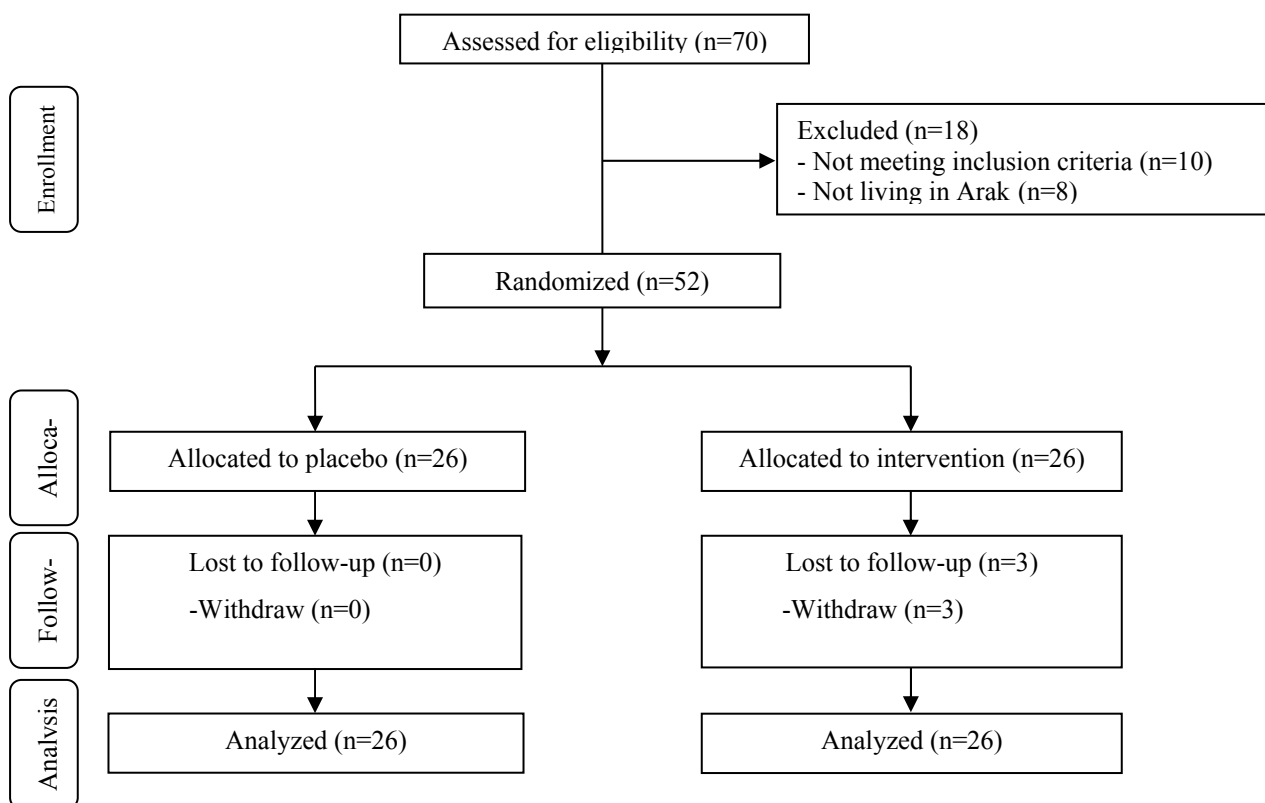 Assessed for eligibility (n=70)
Enrollment
Excluded (n=18)
- Not meeting inclusion criteria (n=10)
- Not living in Arak (n=8)
Randomized (n=52)
Alloca-
Allocated to placebo (n=26)
Allocated to intervention (n=26)
Follow-
Lost to follow-up (n=0)
-Withdraw (n=0)
Lost to follow-up (n=3)
-Withdraw (n=3)
Analysis
Analyzed (n=26)
Analyzed (n=26)